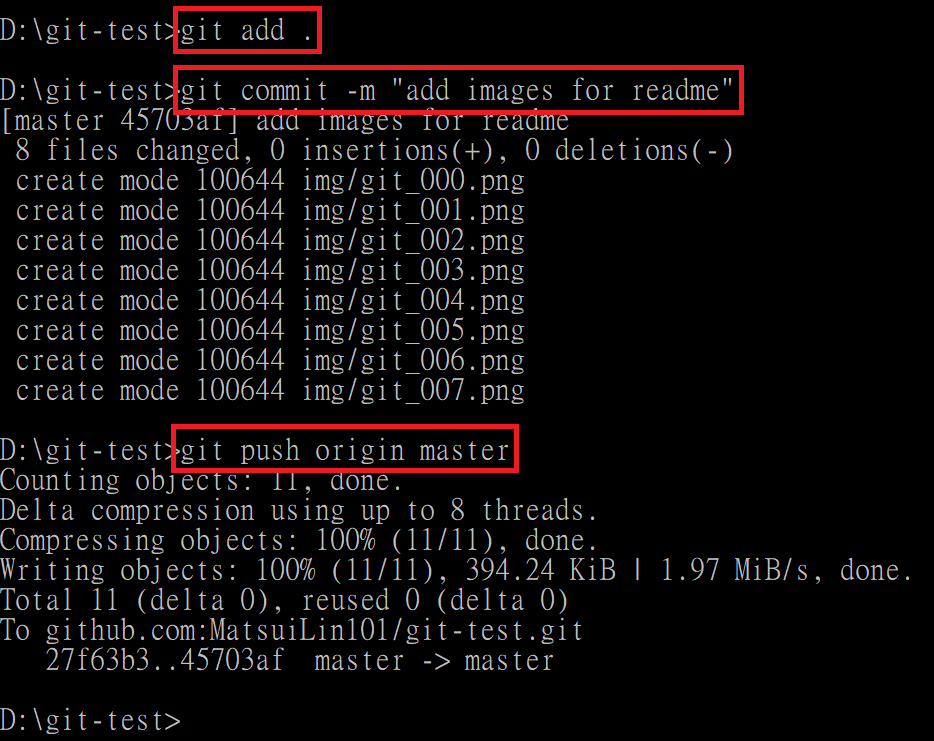 D:\git-test>git add .
D:\git-test>git commit -m "add images for readme"
[master 45703af] add images for readme
 8 files changed, 0 insertions(+), 0 deletions(-)
 create mode 100644 img/git_000.png
 create mode 100644 img/git_001.png
 create mode 100644 img/git_002.png
 create mode 100644 img/git_003.png
 create mode 100644 img/git_004.png
 create mode 100644 img/git_005.png
 create mode 100644 img/git_006.png
 create mode 100644 img/git_007.png
D:\git-test>git push origin master
Counting objects: 11, done.
Delta compression using up to 8 threads.
Compressing objects: 100% (11/11), done.
Writing objects: 100% (11/11), 394.24 KiB | 1.97 MiB/s, done.
Total 11 (delta 0), reused 0 (delta 0)
To github.com:MatsuiLin101/git-test.git
   27f63b3..45703af  master -> master
D:\git-test>